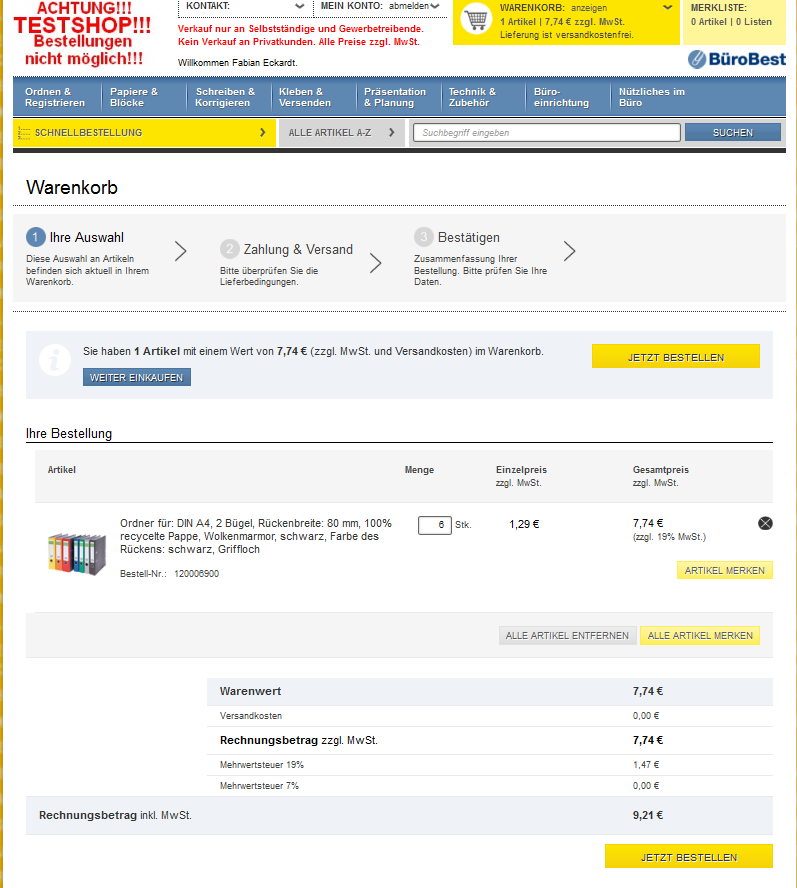 ACHTUNG!!!
TESTSHOP!!!
Bestellungen
nicht möglich!!!
KONTAKT:
MEIN KONTO: abmelden
Verkauf nur an Selbstständige und Gewerbetreibende.
Kein Verkauf an Privatkunden. Alle Preise zzgl. MwSt.
Willkommen Fabian Eckardt.
WARENKORB: anzeigen
1 Artikel | 7,74 € zzgl. MwSt.
Lieferung ist versandkostenfrei.
MERKLISTE:
0 Artikel | 0 Listen
BüroBest
Ordnen &
Registrieren
Papiere &
Blöcke
Schreiben &
Korrigieren
Kleben &
Versenden
Präsentation
& Planung
Technik &
Zubehör
Büro-
einrichtung
Nützliches im
Büro
SCHNELLBESTELLUNG
ALLE ARTIKEL A-Z
Suchbegriff eingeben
SUCHEN
Warenkorb
1 Ihre Auswahl
Diese Auswahl an Artikeln
befinden sich aktuell in Ihrem
Warenkorb.
2 Zahlung & Versand
Bitte überprüfen Sie die
Lieferbedingungen.
3 Bestätigen
Zusammenfassung Ihrer
Bestellung. Bitte prüfen Sie Ihre
Daten.
Sie haben 1 Artikel mit einem Wert von 7,74 € (zzgl. MwSt. und Versandkosten) im Warenkorb.
WEITER EINKAUFEN
JETZT BESTELLEN
Ihre Bestellung
Artikel Menge Einzelpreis Gesamtpreis
zzgl. MwSt. zzgl. MwSt.
Ordner für: DIN A4, 2 Bügel, Rückenbreite: 80 mm, 100%
recycelte Pappe, Wolkenmarmor, schwarz, Farbe des
Rückens: schwarz, Griffloch
Bestell-Nr.: 120006900
6 Stk.
1,29 €
7,74 €
(zzgl. 19% MwSt.)
ARTIKEL MERKEN
ALLE ARTIKEL ENTFERNEN
ALLE ARTIKEL MERKEN
Warenwert 7,74 €
Versandkosten 0,00 €
Rechnungsbetrag zzgl. MwSt. 7,74 €
Mehrwertsteuer 19% 1,47 €
Mehrwertsteuer 7% 0,00 €
Rechnungsbetrag inkl. MwSt. 9,21 €
JETZT BESTELLEN